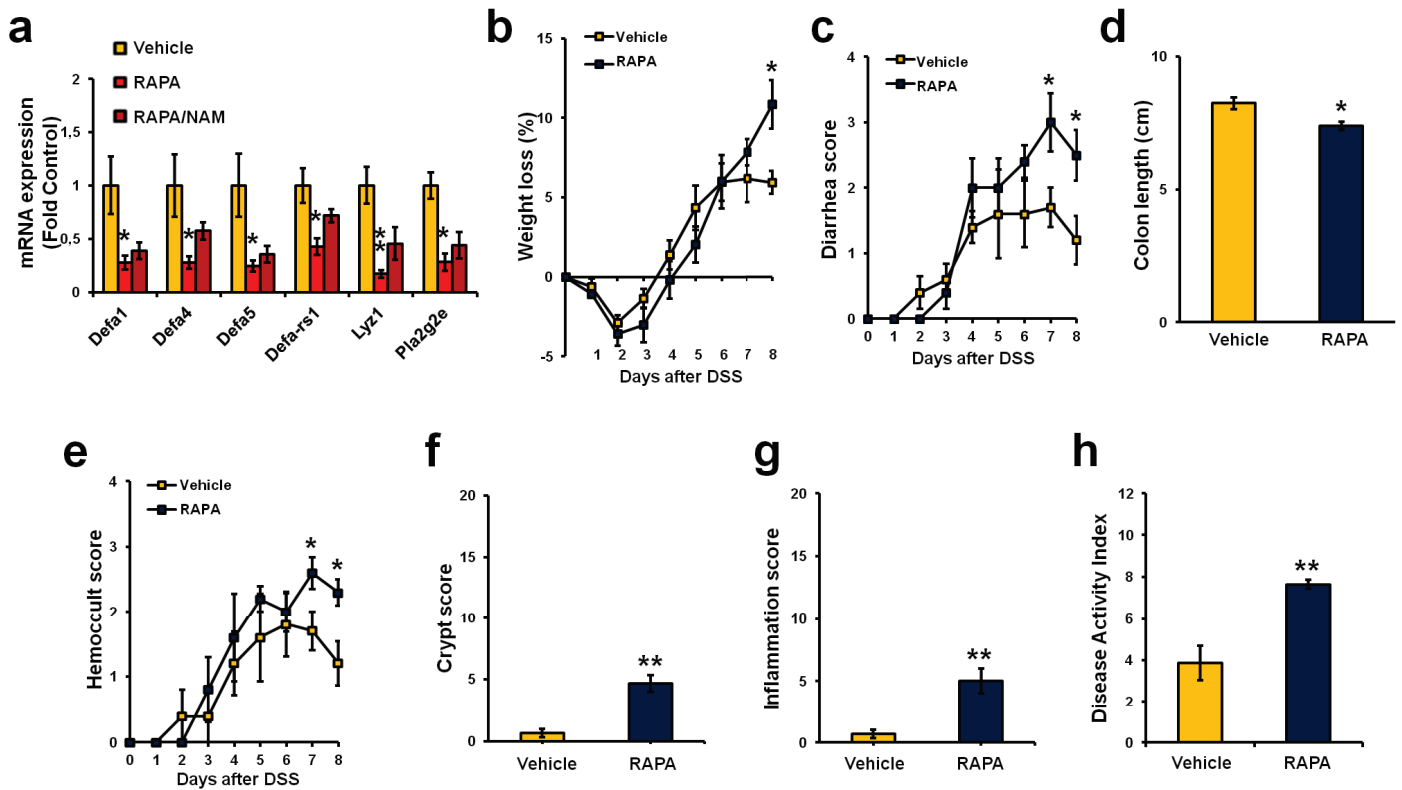 a
Vehicle
RAPA
RAPA/NAM
mRNA expression
(Fold Control)
2
1.5
1
0.5
0
* * * * ** *
Defa1 Defa4 Defa5 Defa-rs1 Lyz1 Pla2g2e
b
Vehicle
RAPA
Weight loss (%)
15
10
5
0
-5
*
1 2 3 4 5 6 7 8
Days after DSS
c
Vehicle
RAPA
Diarrhea score
4
3
2
1
0
* *
0 1 2 3 4 5 6 7 8
Days after DSS
d
Colon length (cm)
10
5
0
*
Vehicle RAPA
e
Vehicle
RAPA
Hemoccult score
4
3
2
1
0
* *
0 1 2 3 4 5 6 7 8
Days after DSS
f
Crypt score
20
15
10
5
0
**
Vehicle RAPA
g
Inflammation score
20
15
10
5
0
**
Vehicle RAPA
h
Disease Activity Index
12
10
8
6
4
2
0
**
Vehicle RAPA